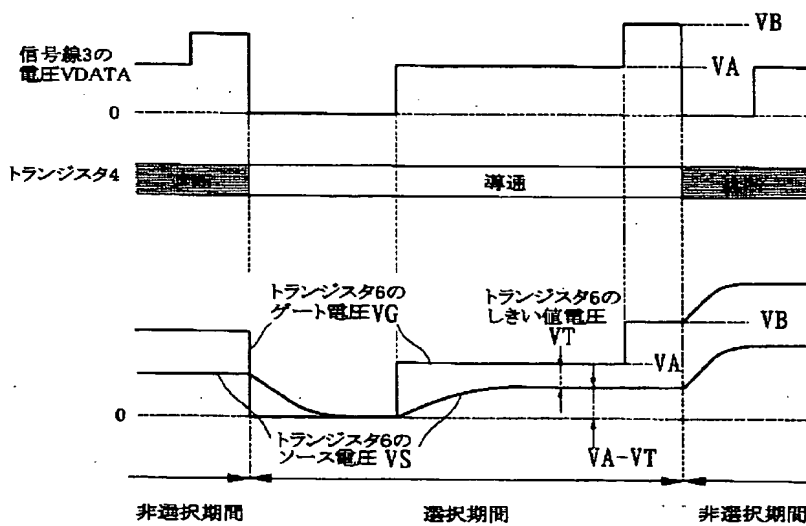 VB
信号線3の
電圧VDATA
VA
0
トランジスタ4
導通
トランジスタ6の
ゲート電圧VG
トランジスタ6の
しきい値電圧
VT
VB
VA
0
トランジスタ6の
ソース電圧VS
VA-VT
非選択期間
選択期間
非選択期間